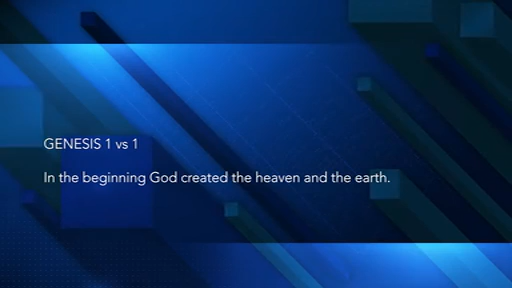 GENESIS 1 vs 1
In the beginning God created the heaven and the earth.